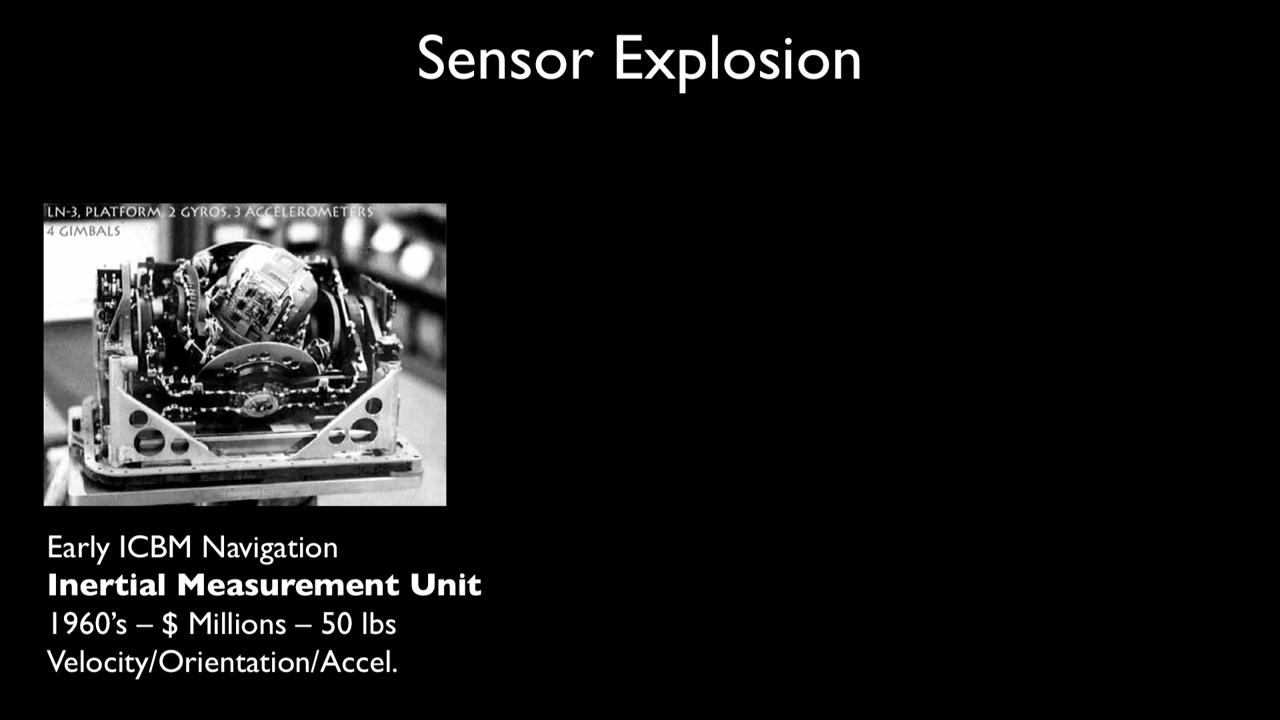 Sensor Explosion
LN-3, PLATFORM, 2 GYROS, 3 ACCELEROMETERS
4 GIMBALS
Early ICBM Navigation
Inertial Measurement Unit
1960’s – $ Millions – 50 lbs
Velocity/Orientation/Accel.